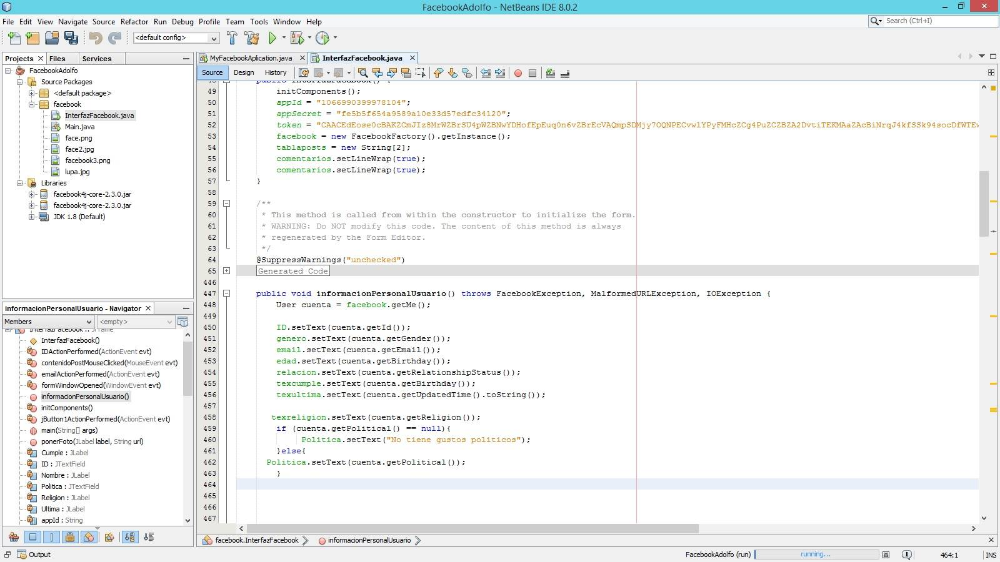 FacebookAdolfo - NetBeans IDE 8.0.2
File Edit View Navigate Source Refactor Run Debug Profile Team Tools Window Help
Search (Ctrl+I)
<default config>
Projects Files Services
FacebookAdolfo
Source Packages
<default package>
facebook
InterfazFacebook.java
Main.java
face.png
face2.jpg
facebook3.png
lupa.jpg
Libraries
facebook4j-core-2.3.0.jar
facebook4j-core-2.3.0.jar
JDK 1.8 (Default)
informacionPersonalUsuario - Navigator
Members <empty>
InterfazFacebook :: JFrame
InterfazFacebook()
IDActionPerformed(ActionEvent evt)
contenidoPostMouseClicked(MouseEvent evt)
emailActionPerformed(ActionEvent evt)
formWindowOpened(WindowEvent evt)
informacionPersonalUsuario()
initComponents()
jButton1ActionPerformed(ActionEvent evt)
main(String[] args)
ponerFoto(JLabel label, String url)
Cumple : JLabel
ID : JTextField
Nombre : JLabel
Politica : JTextField
Religion : JLabel
Ultima : JLabel
appId : String
MyFacebookAplication.java InterfazFacebook.java
Source Design History
48 public InterfazFacebook() {
49 initComponents();
50 appId = "1066990399978104";
51 appSecret = "fe5b5f654a9589a10e33d57edfc34120";
52 token =
53 facebook = new FacebookFactory().getInstance();
54 tablaposts = new String[2];
55 comentarios.setLineWrap(true);
56 comentarios.setLineWrap(true);
57 }
58
59 /**
60 * This method is called from within the constructor to initialize the form.
61 * WARNING: Do NOT modify this code. The content of this method is always
62 * regenerated by the Form Editor.
63 */
64 @SuppressWarnings("unchecked")
65 Generated Code
446
447 public void informacionPersonalUsuario() throws FacebookException, MalformedURLException, IOException {
448 User cuenta = facebook.getMe();
449
450 ID.setText(cuenta.getId());
451 genero.setText(cuenta.getGender());
452 email.setText(cuenta.getEmail());
453 edad.setText(cuenta.getBirthday());
454 relacion.setText(cuenta.getRelationshipStatus());
455 texcumple.setText(cuenta.getBirthday());
456 texultima.setText(cuenta.getUpdatedTime().toString());
457
458 texreligion.setText(cuenta.getReligion());
459 if (cuenta.getPolitical() == null){
460 Politica.setText("No tiene gustos politicos");
461 }else{
462 Politica.setText(cuenta.getPolitical());
463 }
464
465
466
467
facebook.InterfazFacebook informacionPersonalUsuario
Output
FacebookAdolfo (run) running... 1 464:1 INS